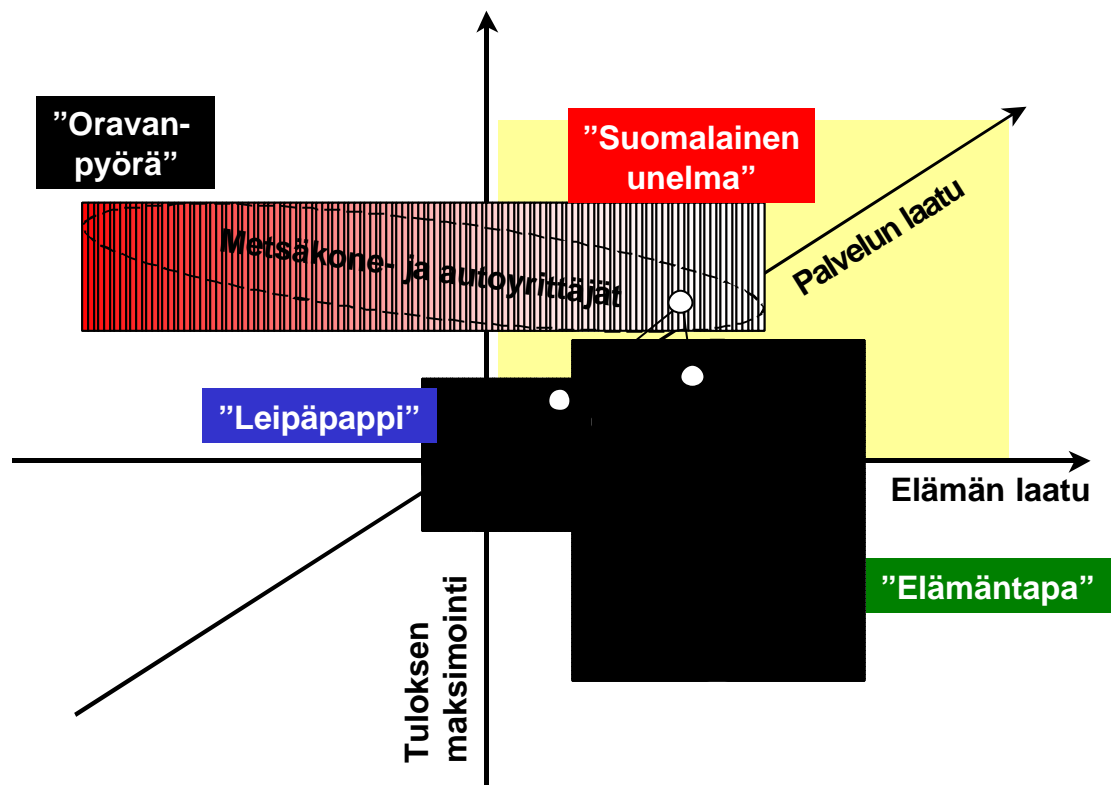 ”Oravan-
pyörä”
”Suomalainen
unelma”
Metsäkone- ja autoyrittäjät
Palvelun laatu
”Leipäpappi”
Elämän laatu
”Elämäntapa”
Tuloksen
maksimointi